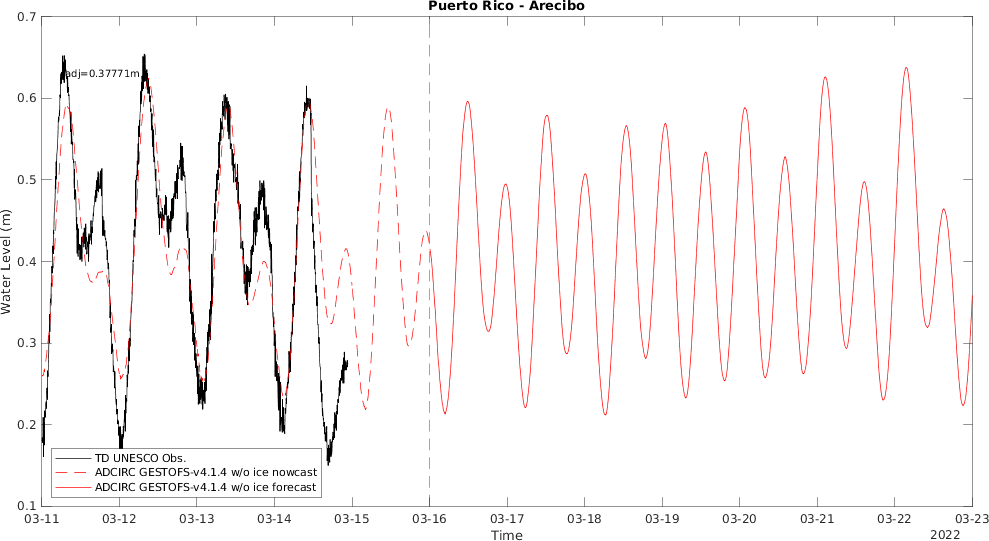 Puerto Rico - Arecibo
0.7
0.6
0.5
0.4
0.3
0.2
0.1
Water Level (m)
adj=0.37771m
TD UNESCO Obs.
ADCIRC GESTOFS-v4.1.4 w/o ice nowcast
ADCIRC GESTOFS-v4.1.4 w/o ice forecast
03-11 03-12 03-13 03-14 03-15 03-16 03-17 03-18 03-19 03-20 03-21 03-22 03-23
Time
2022